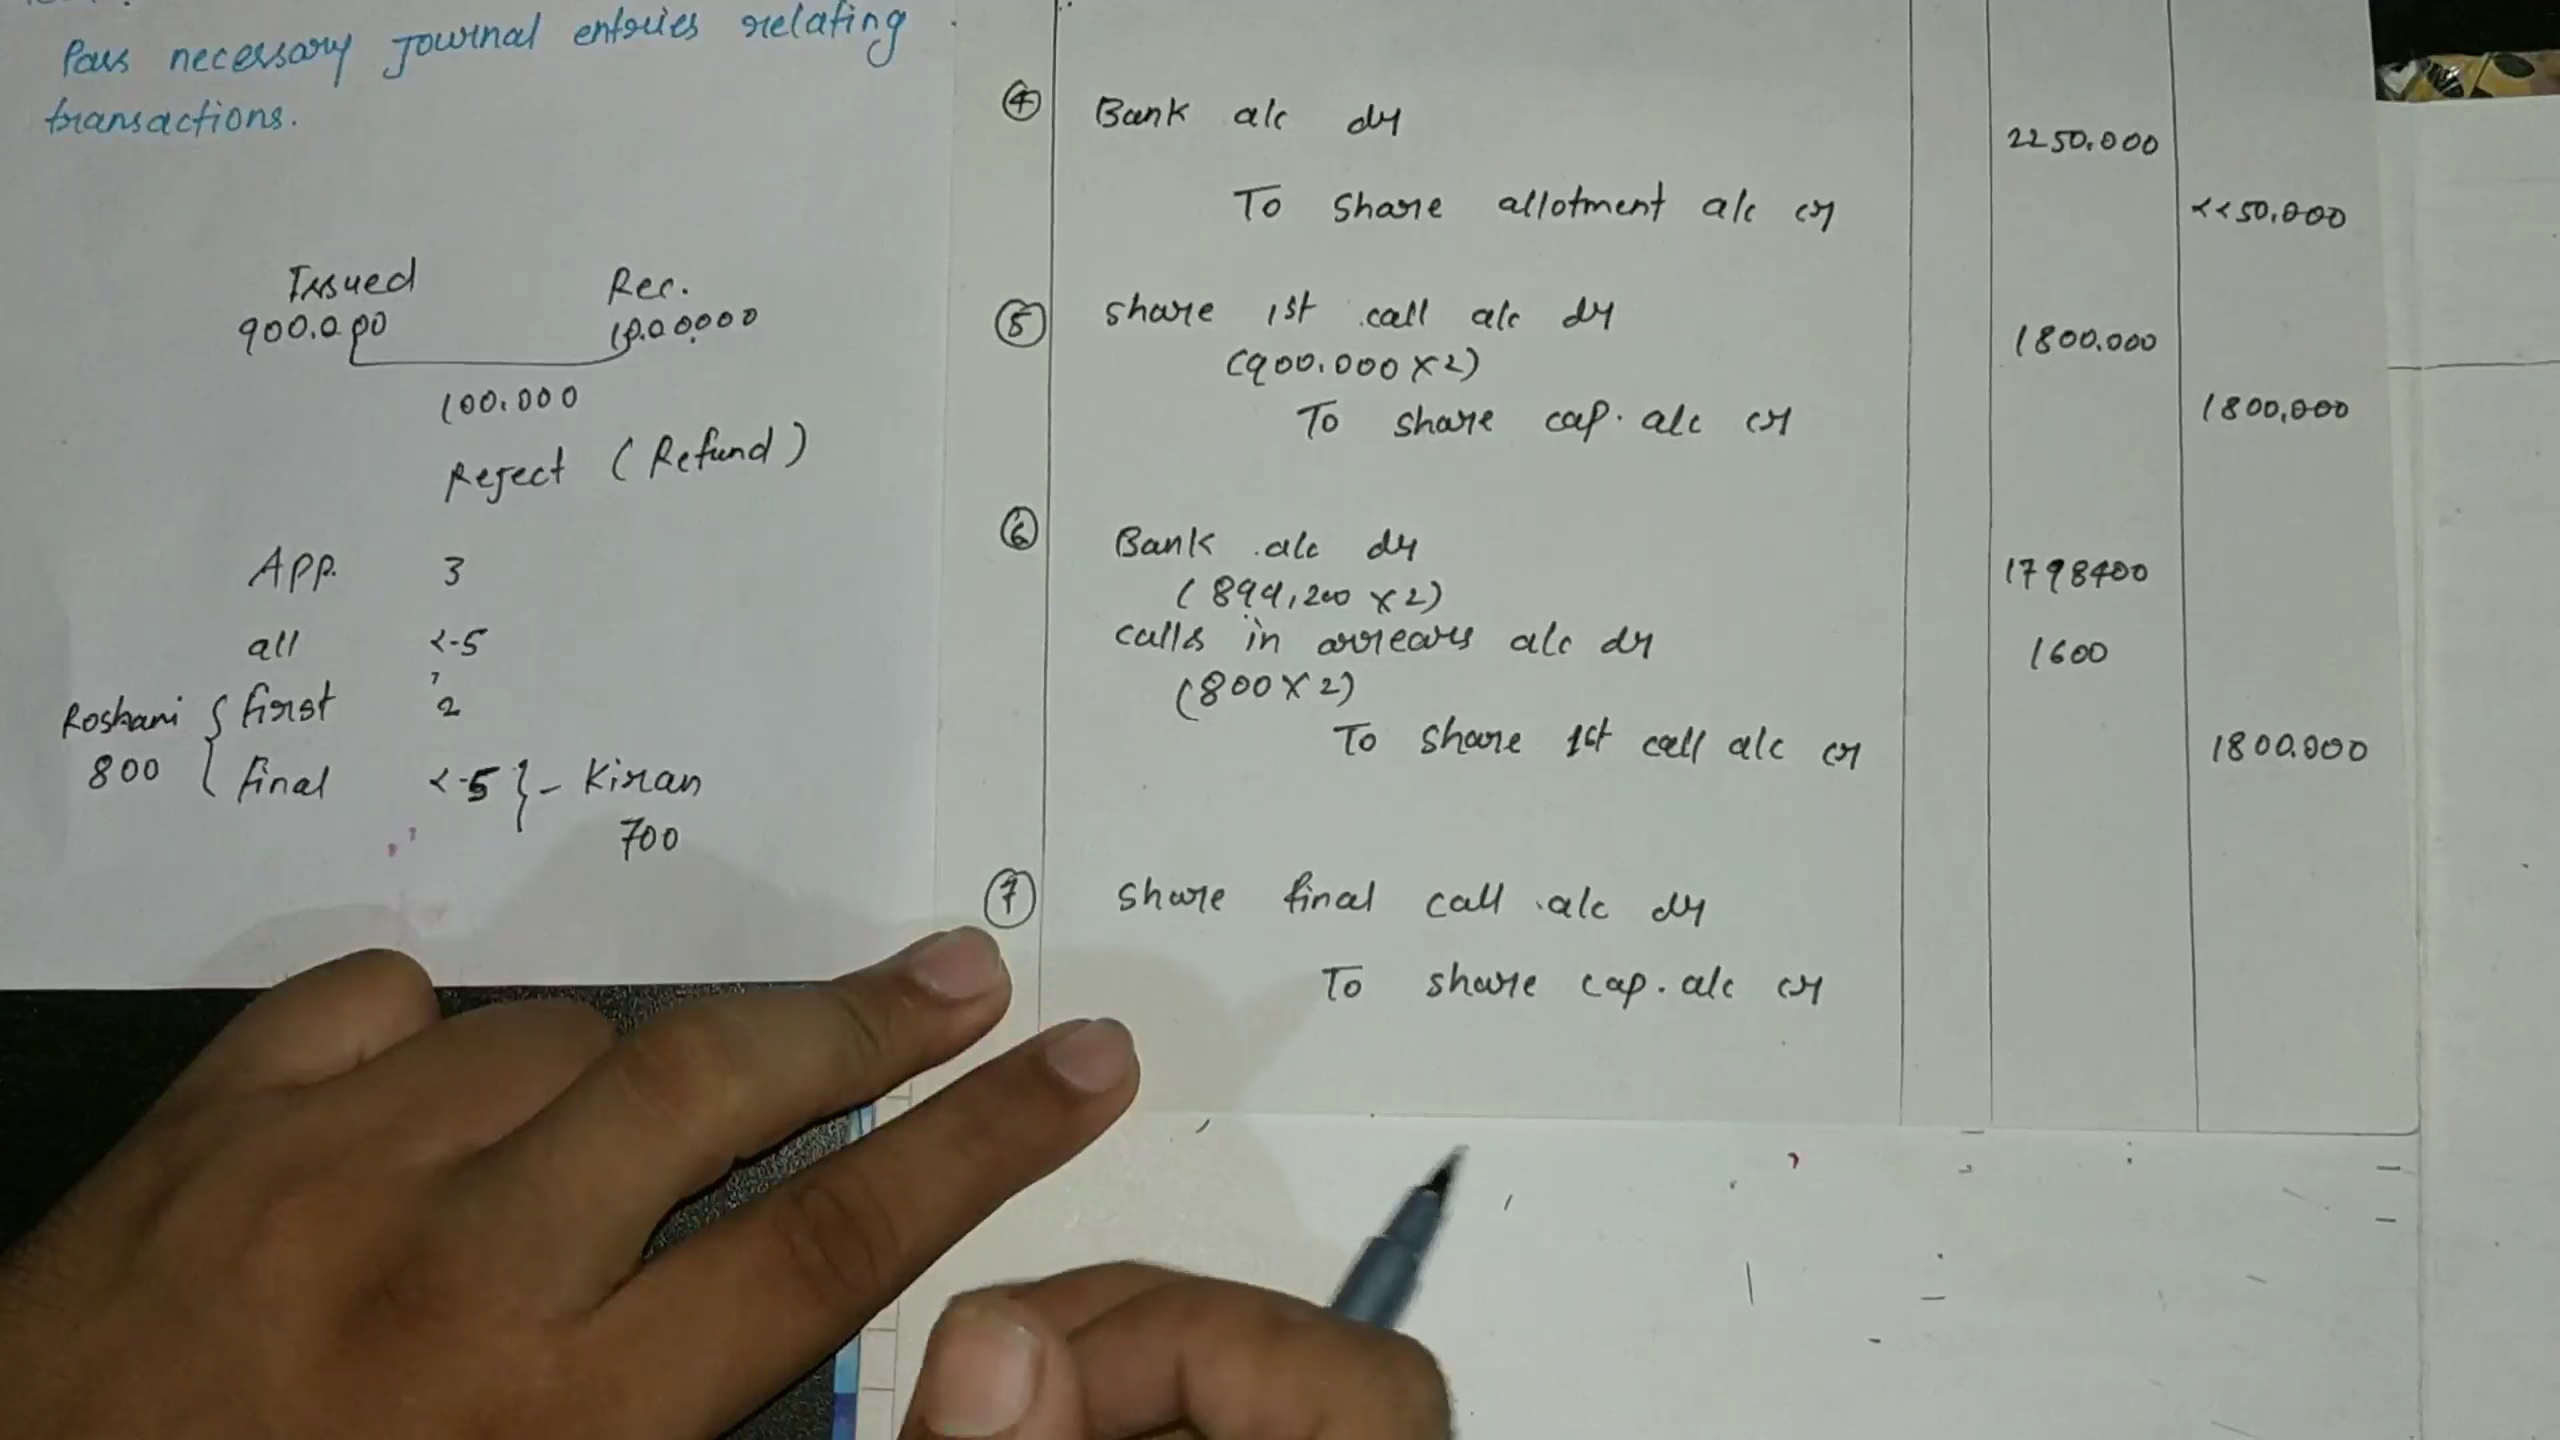 Pass necessary Journal entries relating
transactions.
Issued Rec.
900,000 10,00,000
100,000
Reject (Refund)
App. 3
all 2.5
Roshani first 2
800 final 2.5 - Kiran
700
4 Bank a/c dr 2250,000
To share allotment a/c cr 2250,000
5 share 1st call a/c dr 1800,000
(900,000 x 2)
To share cap. a/c cr 1800,000
6 Bank a/c dr 1798400
(899,200 x 2)
calls in arrears a/c dr 1600
(800 x 2)
To share 1st call a/c cr 1800,000
7 share final call a/c dr
To share cap. a/c cr